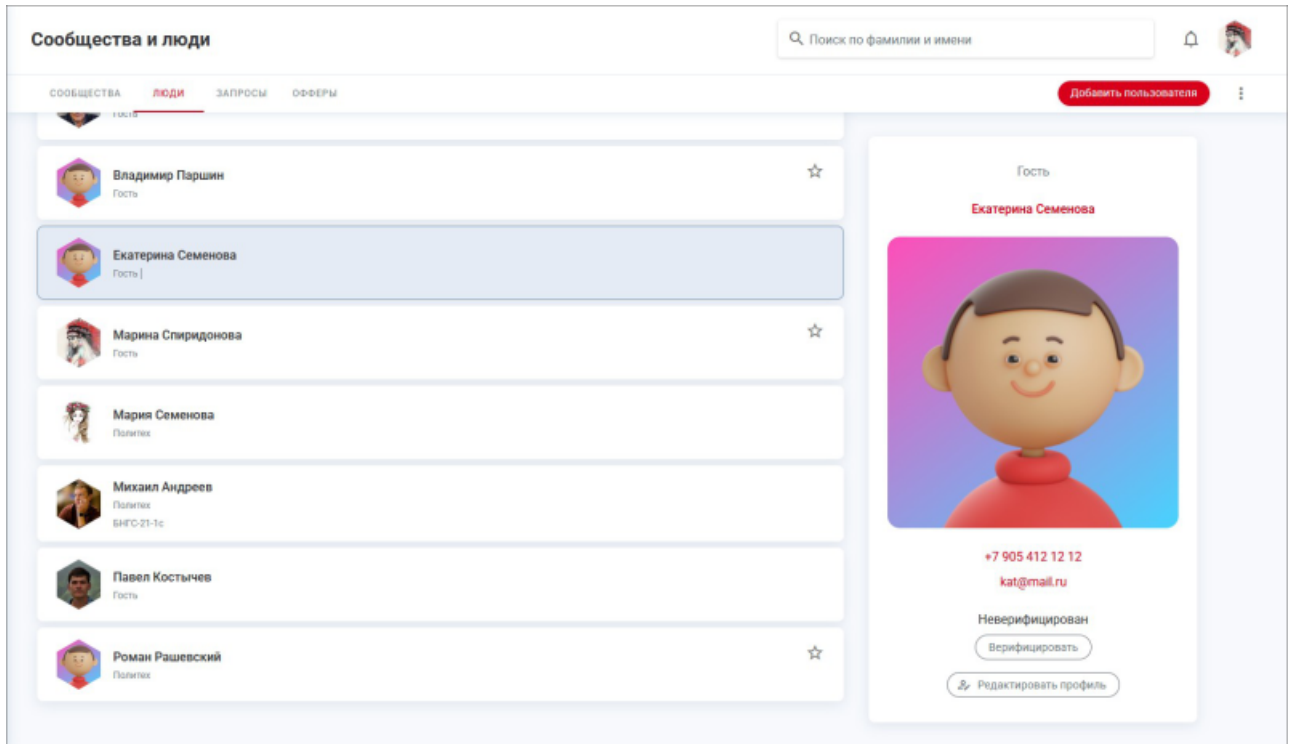 Сообщества и люди
Поиск по фамилии и имени
СООБЩЕСТВА ЛЮДИ ЗАПРОСЫ ОФФЕРЫ
Добавить пользователя
Гость
Владимир Паршин
Гость
Екатерина Семенова
Гость
Марина Спиридонова
Гость
Мария Семенова
Политех
Михаил Андреев
Политех
БНГС-21-1с
Павел Костычев
Гость
Роман Рашевский
Политех
Гость
Екатерина Семенова
+7 905 412 12 12
kat@mail.ru
Неверифицирован
Верифицировать
Редактировать профиль